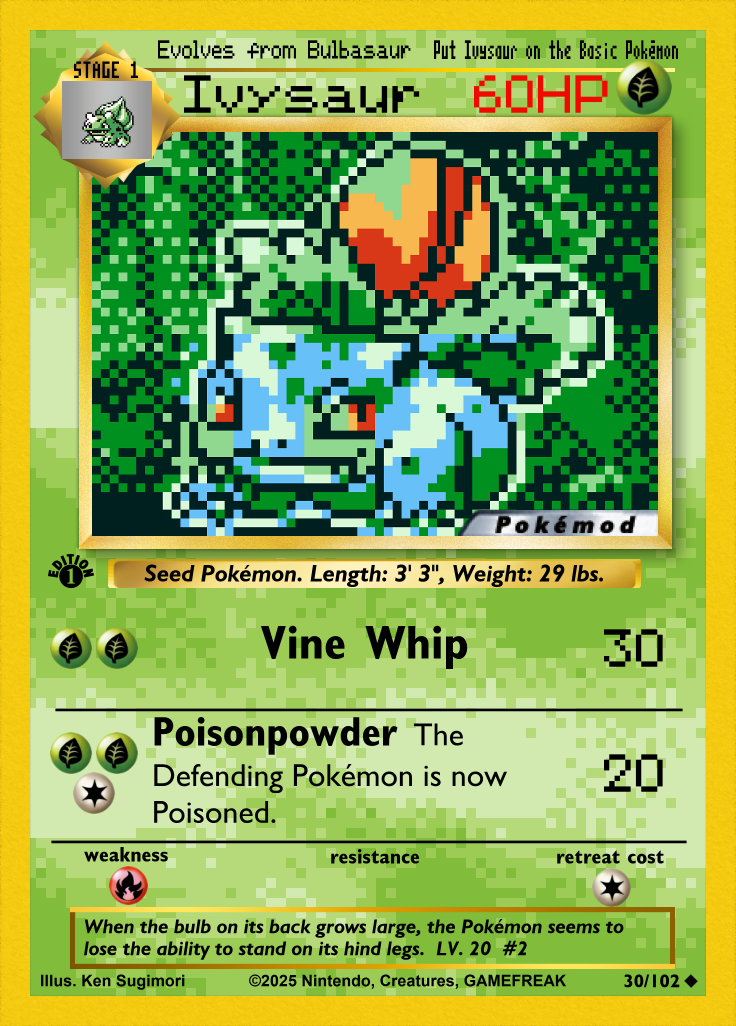 Evolves from Bulbasaur Put Ivysaur on the Basic Pokémon
STAGE 1
Ivysaur 60HP
Pokémod
EDITION
1
Seed Pokémon. Length: 3' 3", Weight: 29 lbs.
Vine Whip 30
Poisonpowder The
Defending Pokémon is now
Poisoned.
20
weakness resistance retreat cost
When the bulb on its back grows large, the Pokémon seems to
lose the ability to stand on its hind legs. LV. 20 #2
Illus. Ken Sugimori ©2025 Nintendo, Creatures, GAMEFREAK 30/102